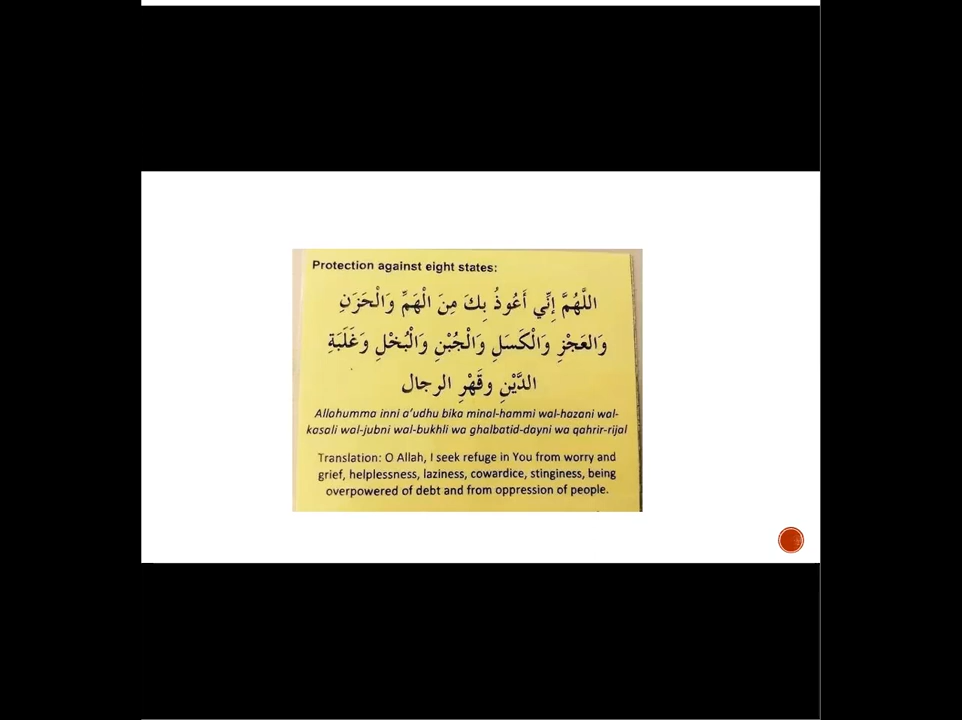 Protection against eight states:
اللَّهُمَّ إِنِّي أَعُوذُ بِكَ مِنَ الْهَمِّ وَالْحَزَنِ
وَالعَجْزِ وَالْكَسَلِ وَالْجُبْنِ وَالْبُخْلِ وَغَلَبَةِ
الدَّيْنِ وقَهْرِ الرجال
Allahumma inni a'udhu bika minal-hammi wal-hazani wal-
kasali wal-jubni wal-bukhli wa ghalbatid-dayni wa qahrir-rijal
Translation: O Allah, I seek refuge in You from worry and
grief, helplessness, laziness, cowardice, stinginess, being
overpowered of debt and from oppression of people.